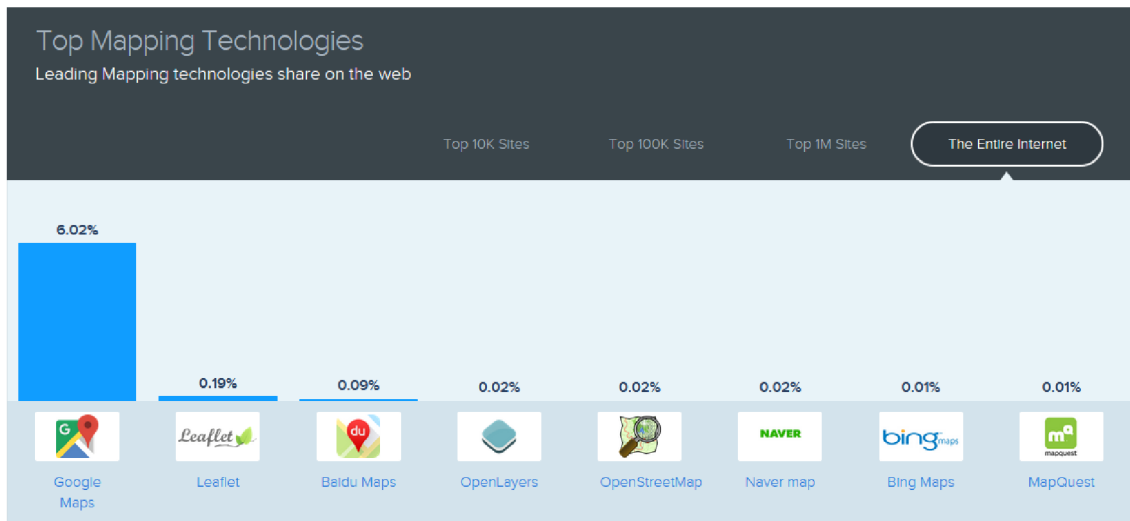 Top Mapping Technologies
Leading Mapping technologies share on the web
Top 10K Sites Top 100K Sites Top 1M Sites The Entire Internet
6.02%
0.19% 0.09% 0.02% 0.02% 0.02% 0.01% 0.01%
G Leaflet du NAVER bing maps mq mapquest
Google Maps Leaflet Baidu Maps OpenLayers OpenStreetMap Naver map Bing Maps MapQuest